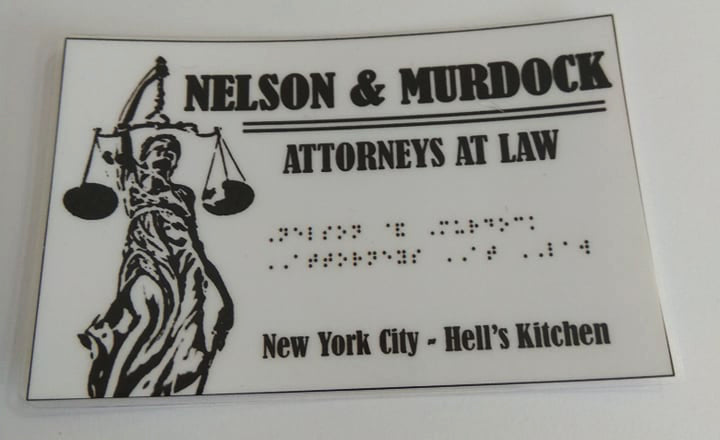 NELSON & MURDOCK
ATTORNEYS AT LAW
New York City - Hell's Kitchen